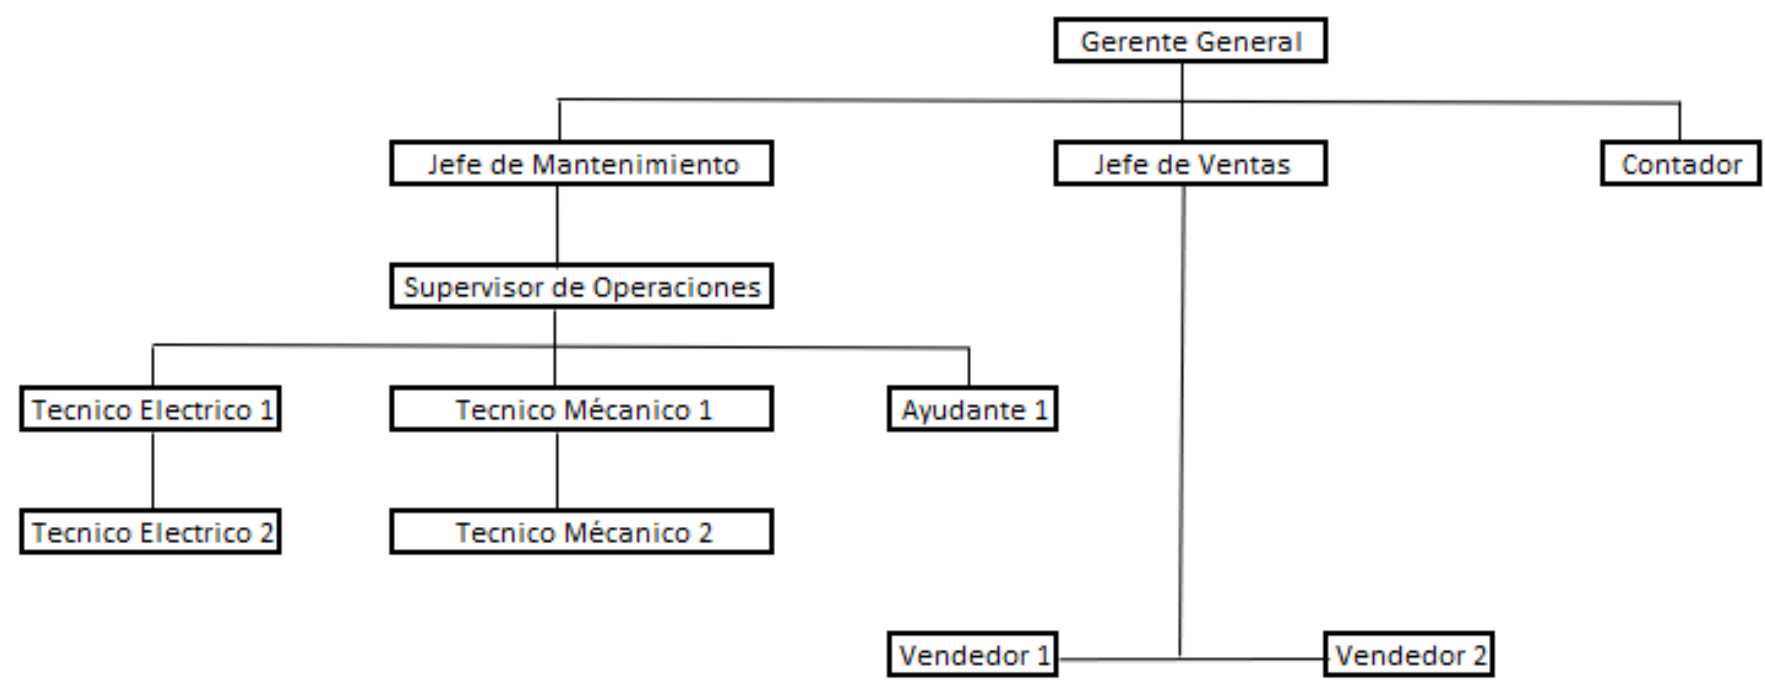 Gerente General
Jefe de Mantenimiento
Jefe de Ventas
Contador
Supervisor de Operaciones
Tecnico Electrico 1
Tecnico Mécanico 1
Ayudante 1
Tecnico Electrico 2
Tecnico Mécanico 2
Vendedor 1
Vendedor 2